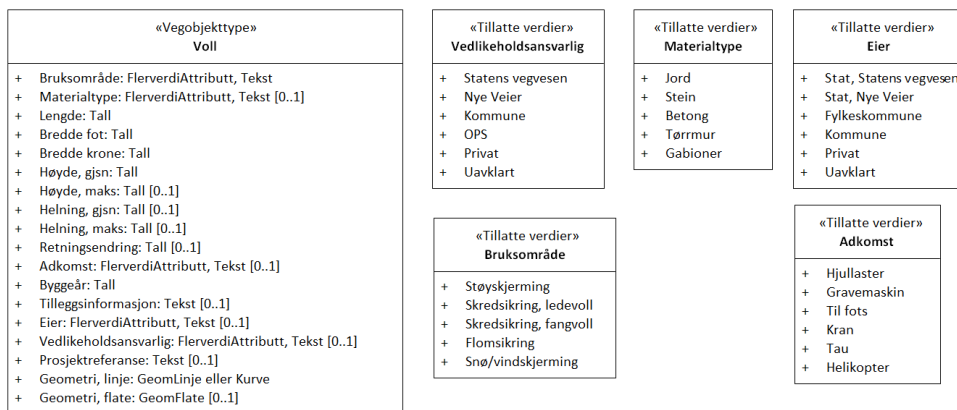 «Vegobjekttype»
Voll
+ Bruksområde: FlerverdiAttributt, Tekst
+ Materialtype: FlerverdiAttributt, Tekst [0..1]
+ Lengde: Tall
+ Bredde fot: Tall
+ Bredde krone: Tall
+ Høyde, gjsn: Tall
+ Høyde, maks: Tall [0..1]
+ Helning, gjsn: Tall [0..1]
+ Helning, maks: Tall [0..1]
+ Retningsendring: Tall [0..1]
+ Adkomst: FlerverdiAttributt, Tekst [0..1]
+ Byggeår: Tall
+ Tilleggsinformasjon: Tekst [0..1]
+ Eier: FlerverdiAttributt, Tekst [0..1]
+ Vedlikeholdsansvarlig: FlerverdiAttributt, Tekst [0..1]
+ Prosjektreferanse: Tekst [0..1]
+ Geometri, linje: GeomLinje eller Kurve
+ Geometri, flate: GeomFlate [0..1]
«Tillatte verdier»
Vedlikeholdsansvarlig
+ Statens vegvesen
+ Nye Veier
+ Kommune
+ OPS
+ Privat
+ Uavklart
«Tillatte verdier»
Materialtype
+ Jord
+ Stein
+ Betong
+ Tørrmur
+ Gabioner
«Tillatte verdier»
Eier
+ Stat, Statens vegvesen
+ Stat, Nye Veier
+ Fylkeskommune
+ Kommune
+ Privat
+ Uavklart
«Tillatte verdier»
Bruksområde
+ Støyskjerming
+ Skredsikring, ledevoll
+ Skredsikring, fangvoll
+ Flomsikring
+ Snø/vindskjerming
«Tillatte verdier»
Adkomst
+ Hjullaster
+ Gravemaskin
+ Til fots
+ Kran
+ Tau
+ Helikopter